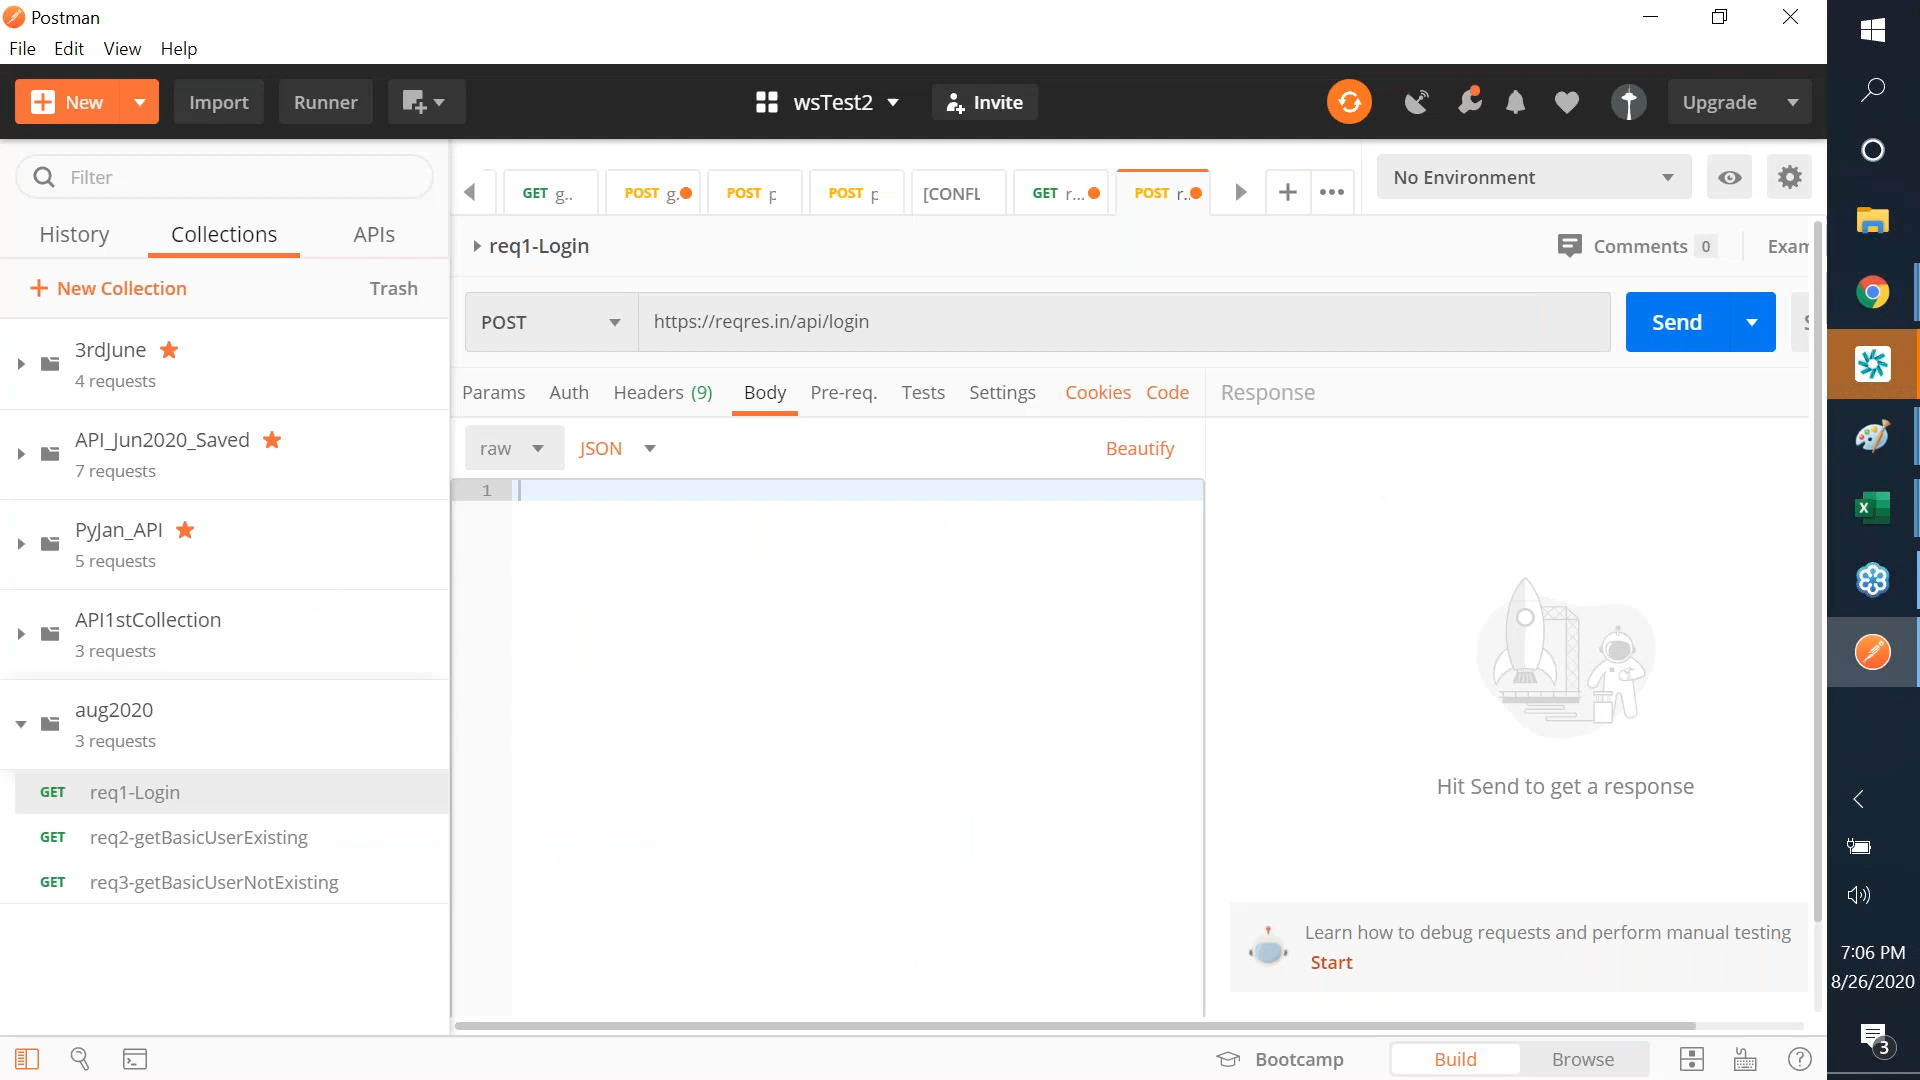 Postman
File Edit View Help
New Import Runner wsTest2 Invite Upgrade
Filter
History Collections APIs
New Collection Trash
3rdJune
4 requests
API_Jun2020_Saved
7 requests
PyJan_API
5 requests
API1stCollection
3 requests
aug2020
3 requests
GET req1-Login
GET req2-getBasicUserExisting
GET req3-getBasicUserNotExisting
GET g.. POST g. POST p POST p [CONFL GET r... POST r..
No Environment
req1-Login
Comments 0 Exam
POST https://reqres.in/api/login Send
Params Auth Headers (9) Body Pre-req. Tests Settings Cookies Code
raw JSON Beautify
1
Response
Hit Send to get a response
Learn how to debug requests and perform manual testing
Start
Bootcamp Build Browse
7:06 PM
8/26/2020
3